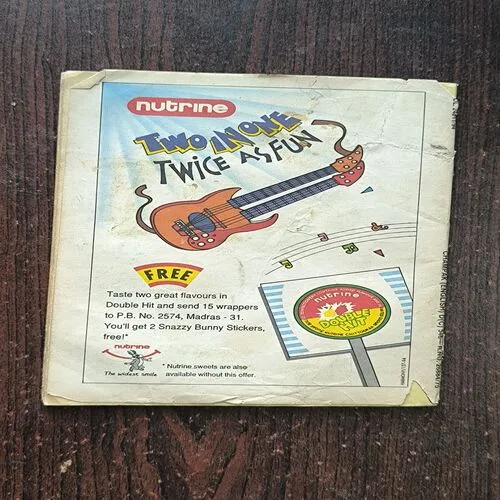 nutrine
TWO IN ONE
TWICE AS FUN
FREE
Taste two great flavours in
Double Hit and send 15 wrappers
to P.B. No. 2574, Madras - 31.
You'll get 2 Snazzy Bunny Stickers,
free!*
nutrine
The widest smile
* Nutrine sweets are also
available without this offer.
nutrine
DOUBLE
HIT